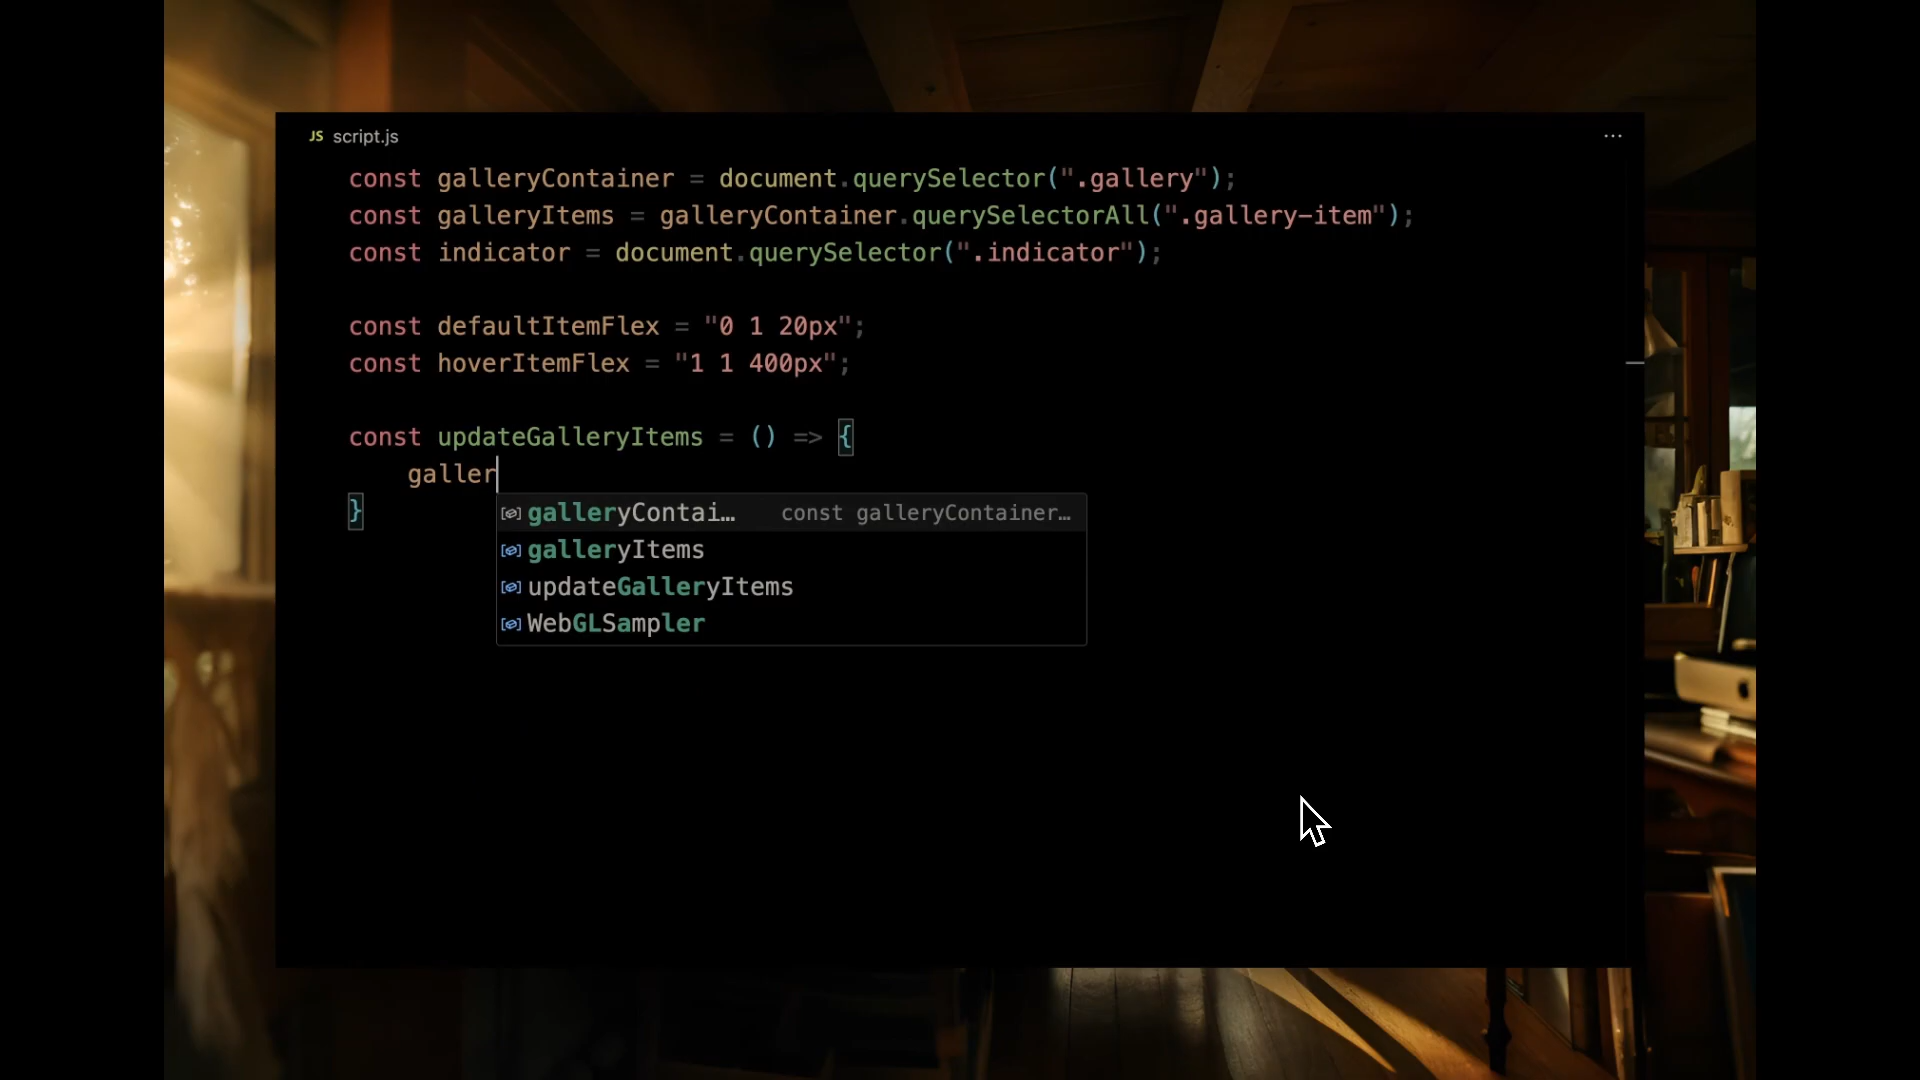 JS script.js ...
const galleryContainer = document.querySelector(".gallery");
const galleryItems = galleryContainer.querySelectorAll(".gallery-item");
const indicator = document.querySelector(".indicator");
const defaultItemFlex = "0 1 20px";
const hoverItemFlex = "1 1 400px";
const updateGalleryItems = () => {
galler
}
galleryContai… const galleryContainer…
galleryItems
updateGalleryItems
WebGLSampler